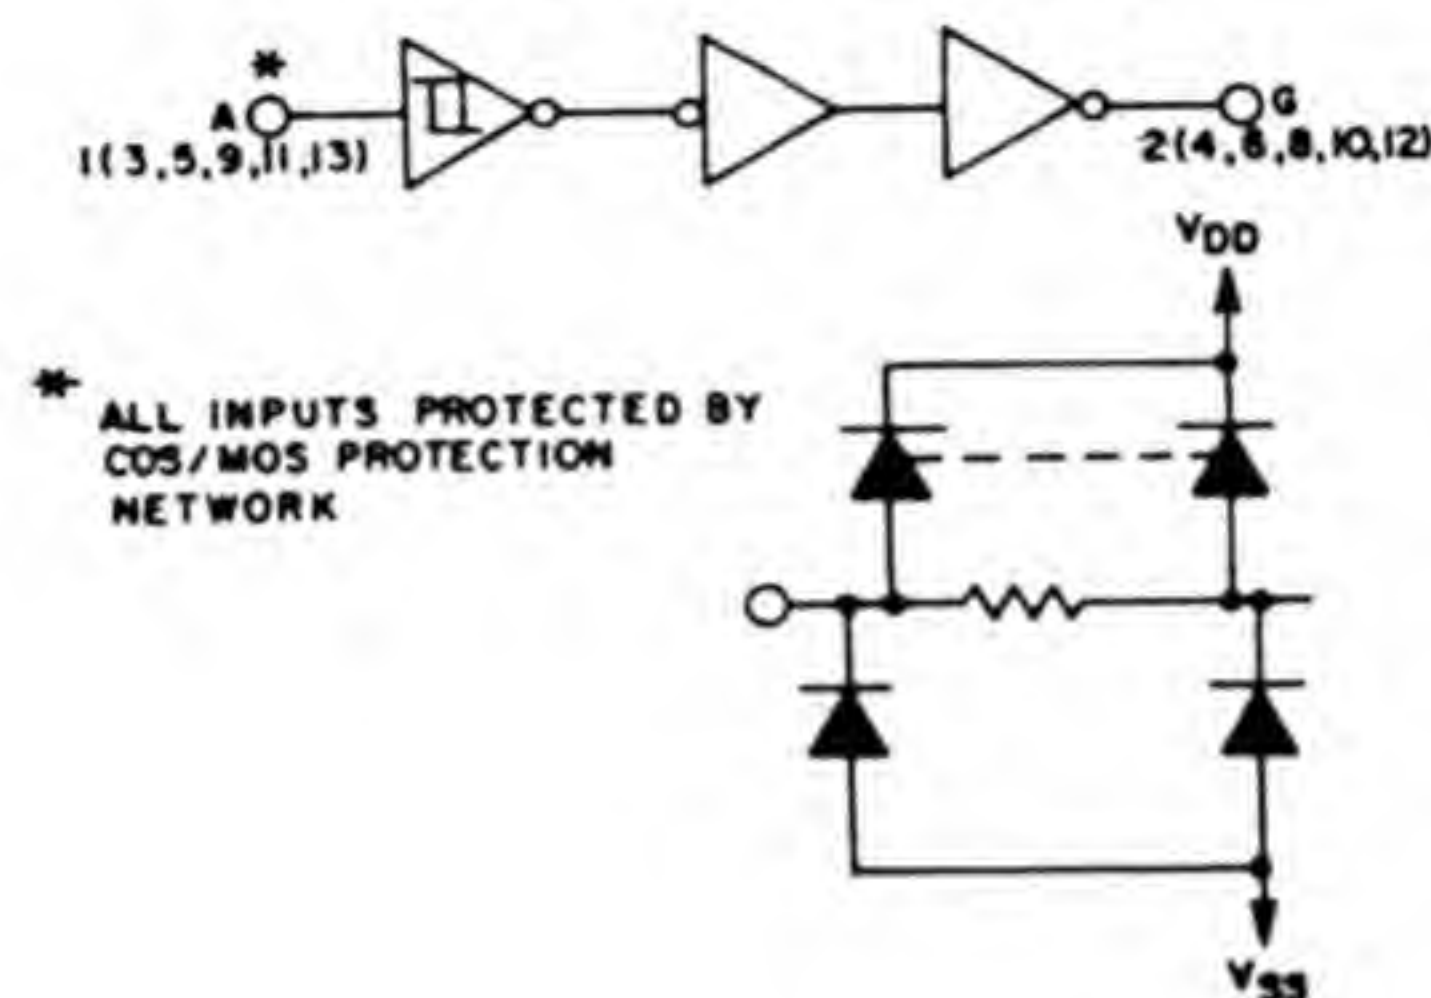 *
A
G
1(3,5,9,11,13)
2(4,6,8,10,12)
VDD
* ALL INPUTS PROTECTED BY
COS/MOS PROTECTION
NETWORK
VSS